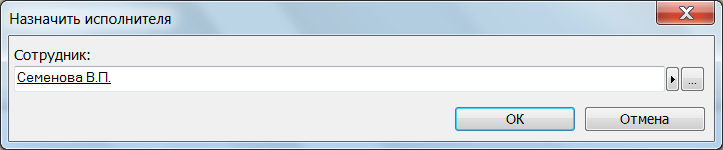 Назначить исполнителя
Сотрудник:
Семенова В.П.
...
ОК Отмена